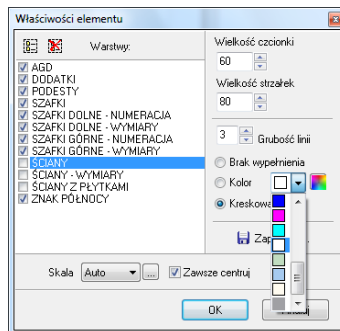 Właściwości elementu
Warstwy:
AGD
DODATKI
PODESTY
SZAFKI
SZAFKI DOLNE - NUMERACJA
SZAFKI DOLNE - WYMIARY
SZAFKI GÓRNE - NUMERACJA
SZAFKI GÓRNE - WYMIARY
ŚCIANY
ŚCIANY - WYMIARY
ŚCIANY Z PŁYTKAMI
ZNAK PÓŁNOCY
Wielkość czcionki
60
Wielkość strzałek
80
3 Grubość linii
Brak wypełnienia
Kolor
Skala Auto ... Zawsze centruj
OK